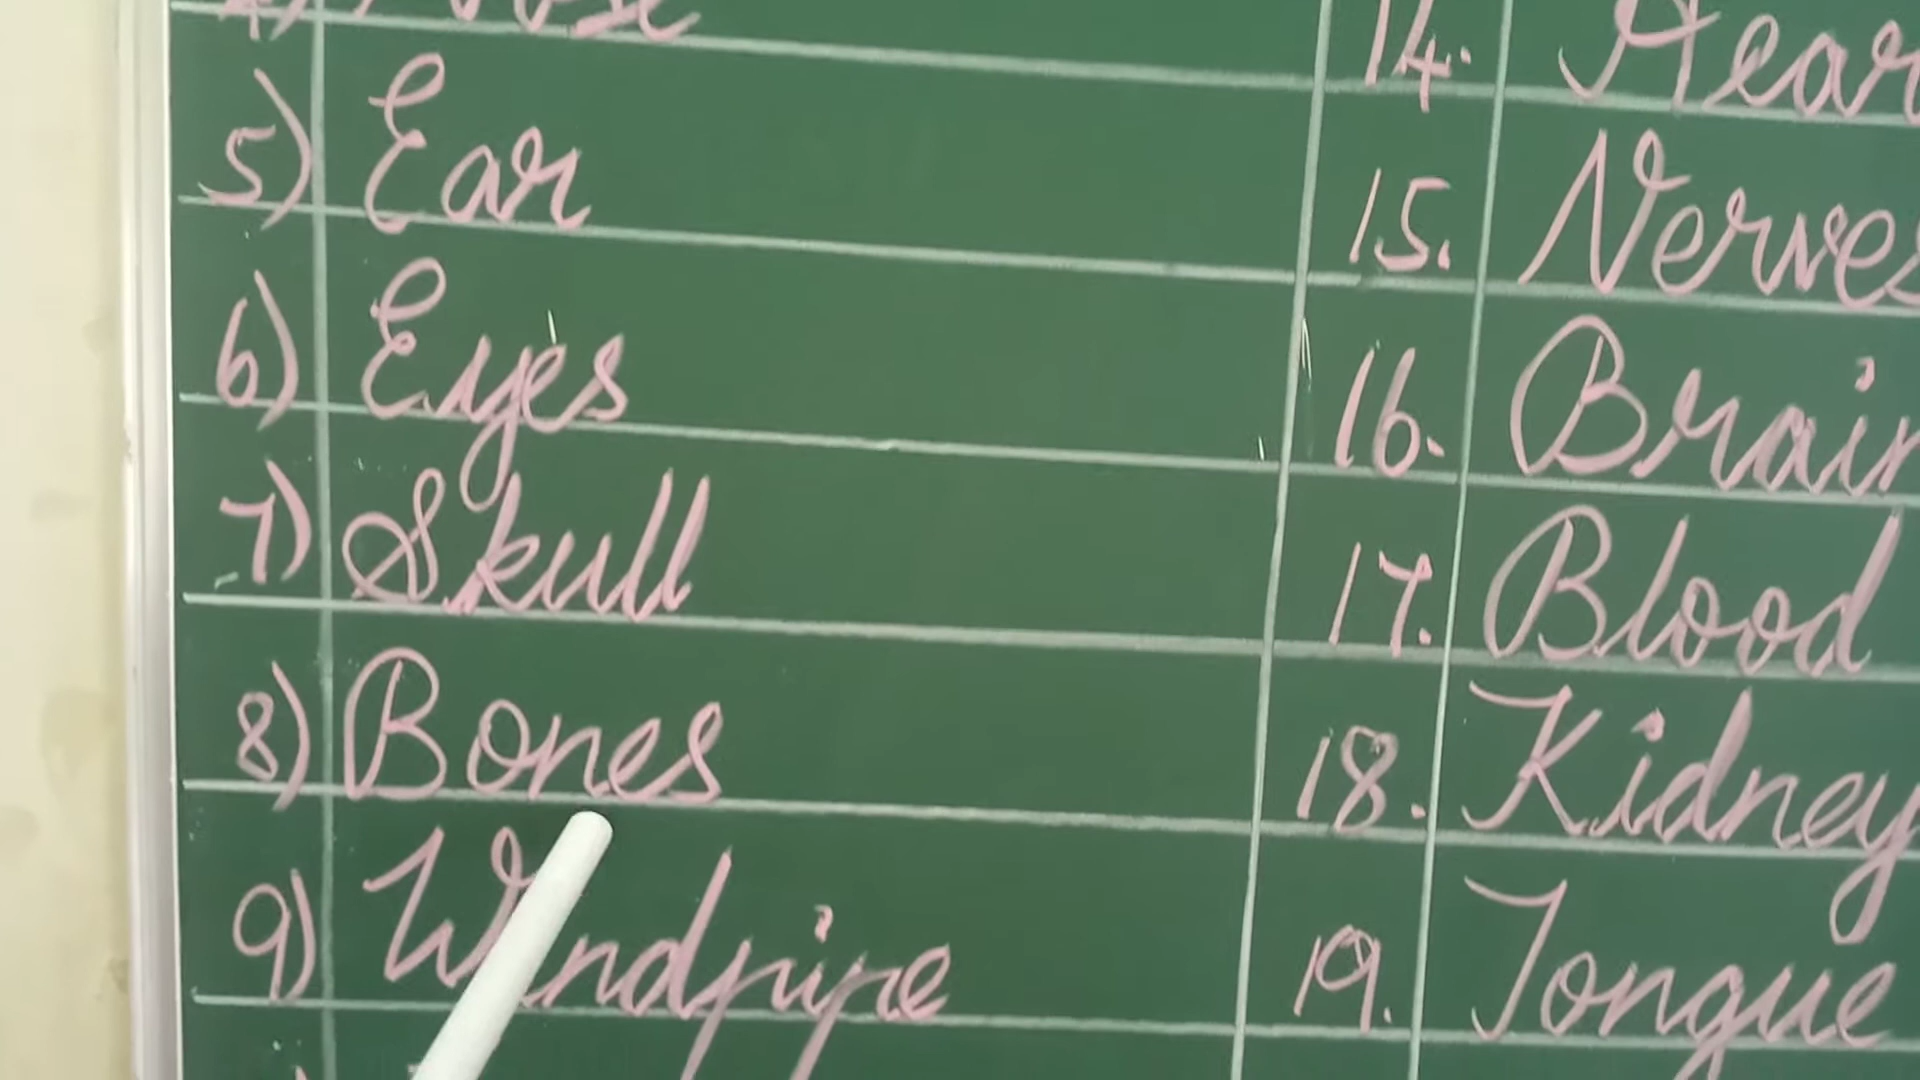 5) Ear
6) Eyes
7) Skull
8) Bones
9) Windpipe
14.
15. Nerves
16. Brain
17. Blood
18. Kidney
19. Tongue